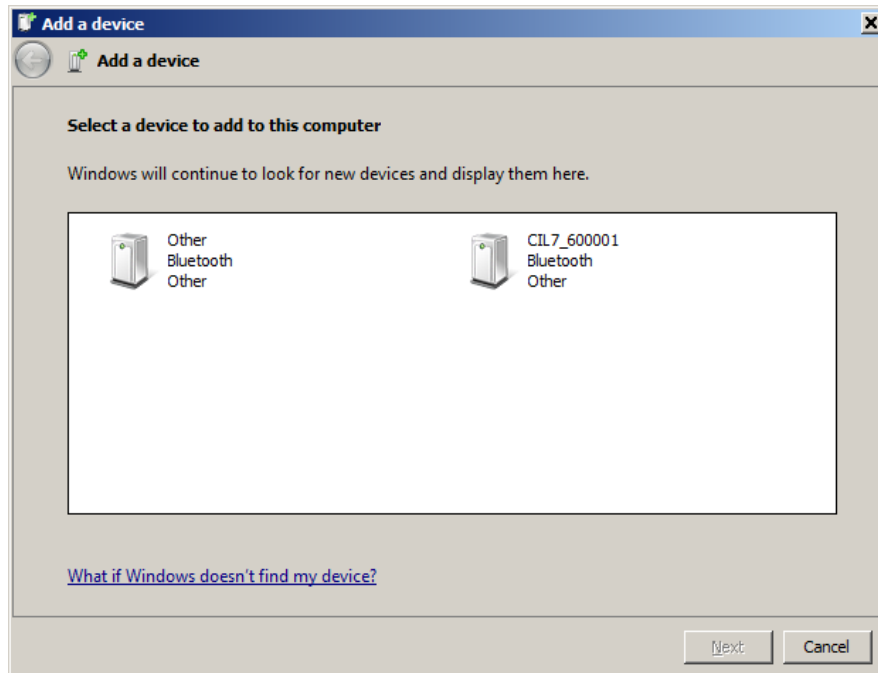 Add a device
Add a device
Select a device to add to this computer
Windows will continue to look for new devices and display them here.
Other
Bluetooth
Other
CIL7_600001
Bluetooth
Other
What if Windows doesn't find my device?
Next
Cancel